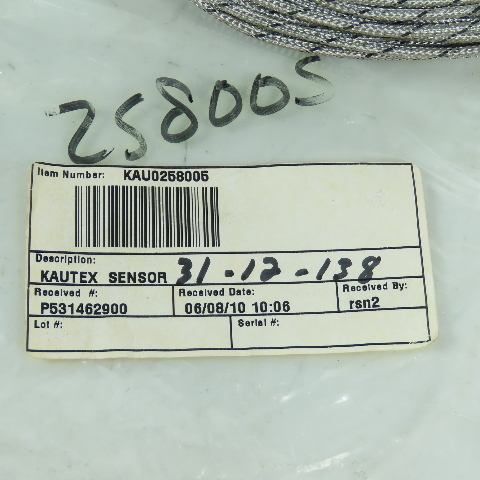 258005
Item Number: KAU0258005
Description:
KAUTEX SENSOR 31-12-138
Received #: Received Date: Received By:
P531462900 06/08/10 10:06 rsn2
Lot #: Serial #: